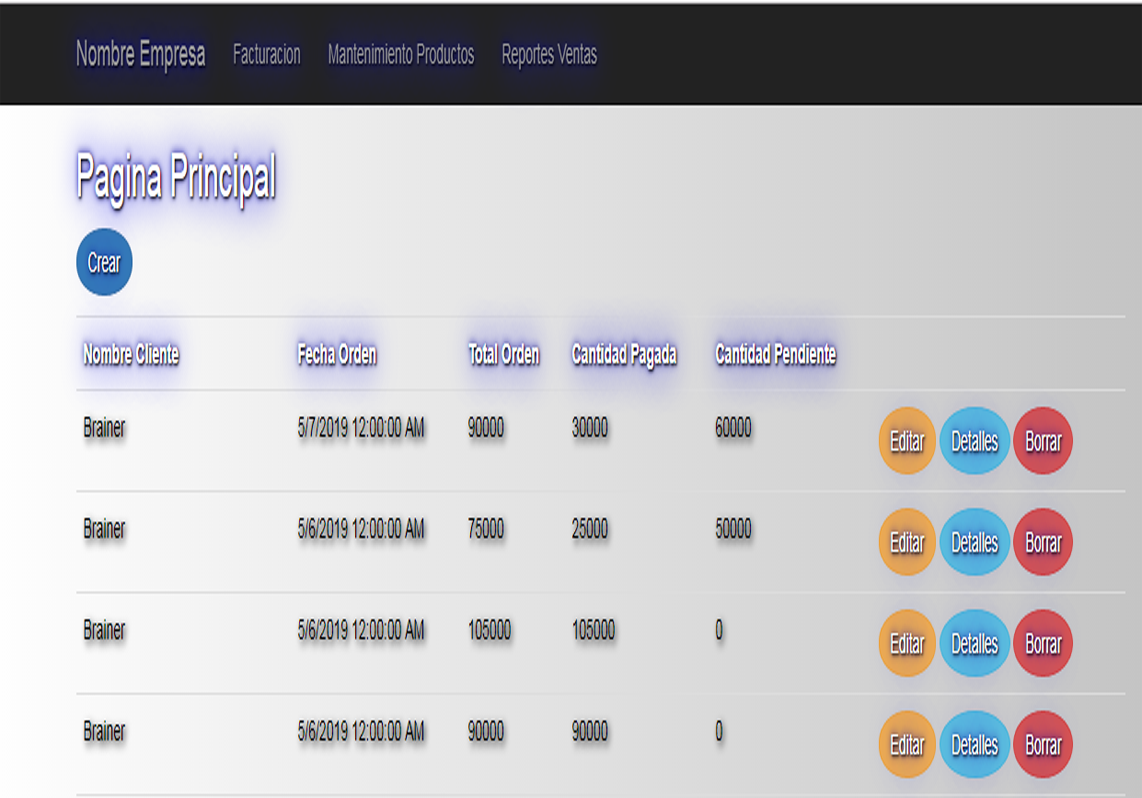 Nombre Empresa Facturacion Mantenimiento Productos Reportes Ventas
Pagina Principal
Crear
Nombre Cliente Fecha Orden Total Orden Cantidad Pagada Cantidad Pendiente
Brainer 5/7/2019 12:00:00 AM 90000 30000 60000 Editar Detalles Borrar
Brainer 5/6/2019 12:00:00 AM 75000 25000 50000 Editar Detalles Borrar
Brainer 5/6/2019 12:00:00 AM 105000 105000 0 Editar Detalles Borrar
Brainer 5/6/2019 12:00:00 AM 90000 90000 0 Editar Detalles Borrar